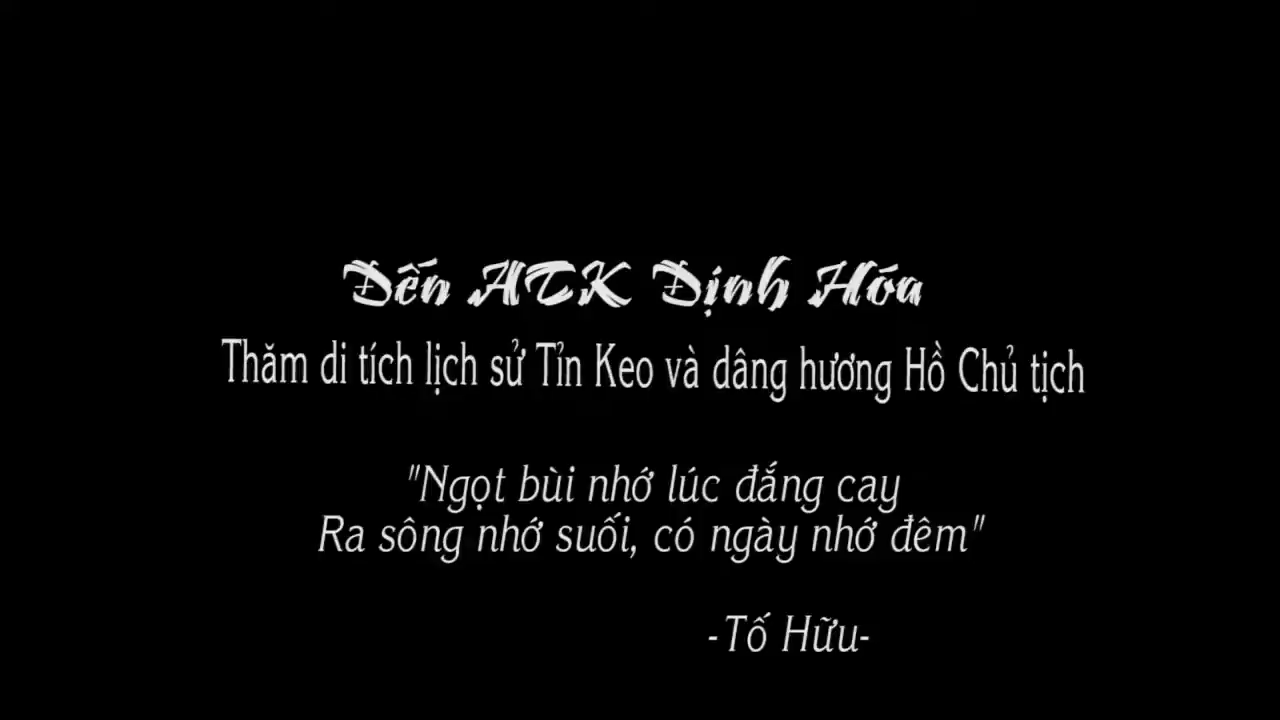 Đến ATK Định Hóa
Thăm di tích lịch sử Tỉn Keo và dâng hương Hồ Chủ tịch
"Ngọt bùi nhớ lúc đắng cay
Ra sông nhớ suối, có ngày nhớ đêm"
-Tố Hữu-